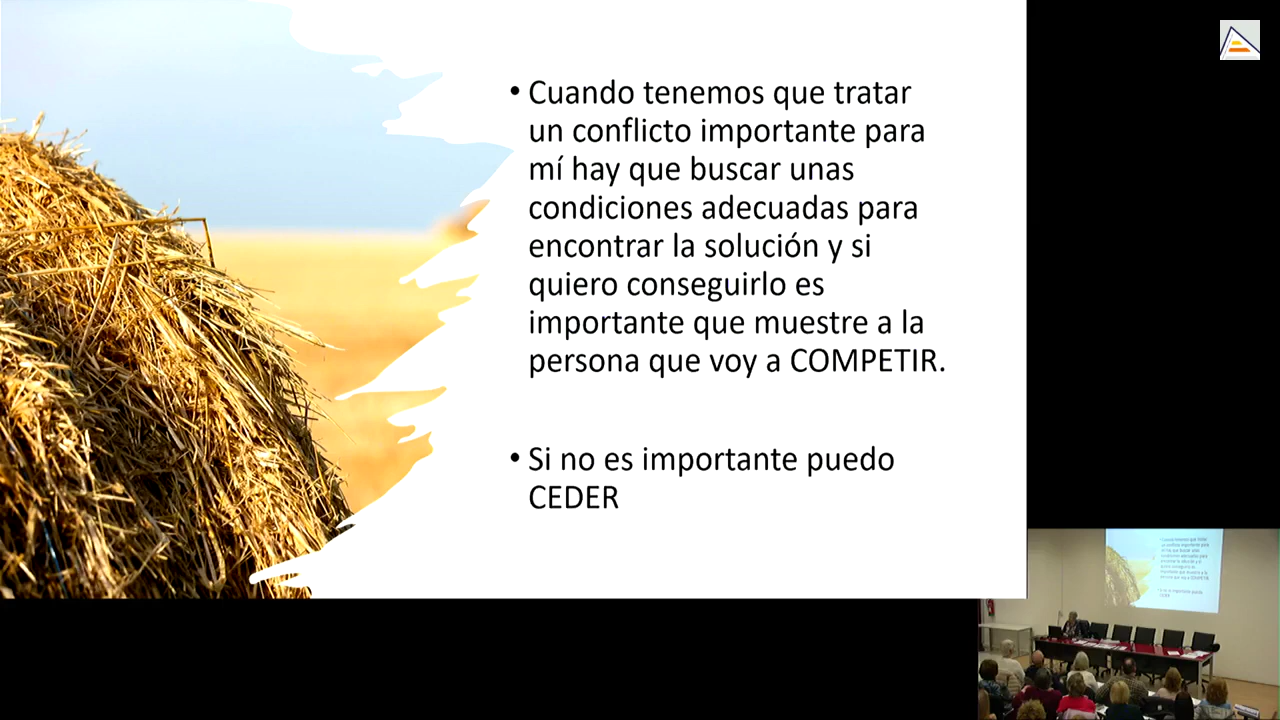 • Cuando tenemos que tratar
un conflicto importante para
mí hay que buscar unas
condiciones adecuadas para
encontrar la solución y si
quiero conseguirlo es
importante que muestre a la
persona que voy a COMPETIR.
• Si no es importante puedo
CEDER